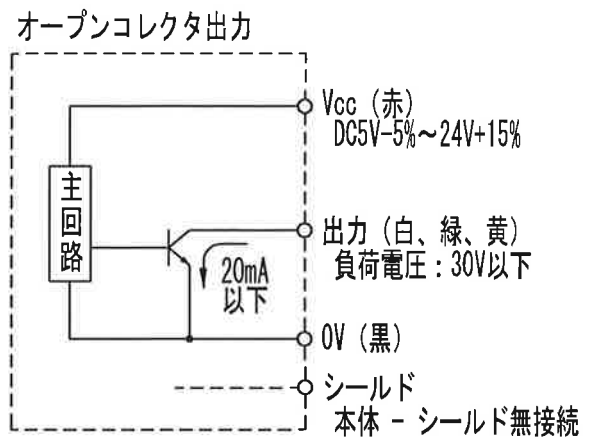 オープンコレクタ出力
Vcc（赤）
DC5V-5%～24V+15%
主回路
出力（白、緑、黄）
負荷電圧：30V以下
20mA
以下
0V（黒）
シールド
本体 － シールド無接続